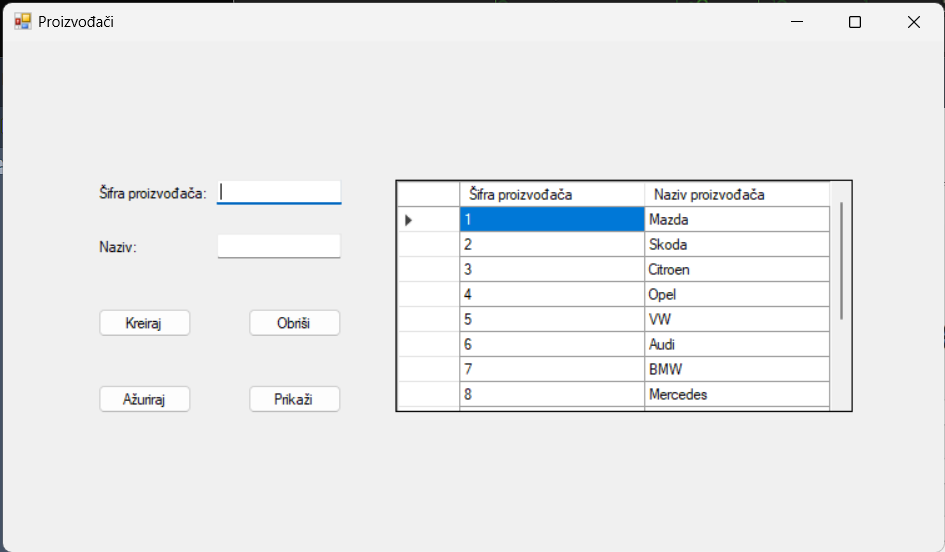 Proizvođači
Šifra proizvođača:
Naziv:
Kreiraj Obriši
Ažuriraj Prikaži
Šifra proizvođača Naziv proizvođača
1 Mazda
2 Skoda
3 Citroen
4 Opel
5 VW
6 Audi
7 BMW
8 Mercedes